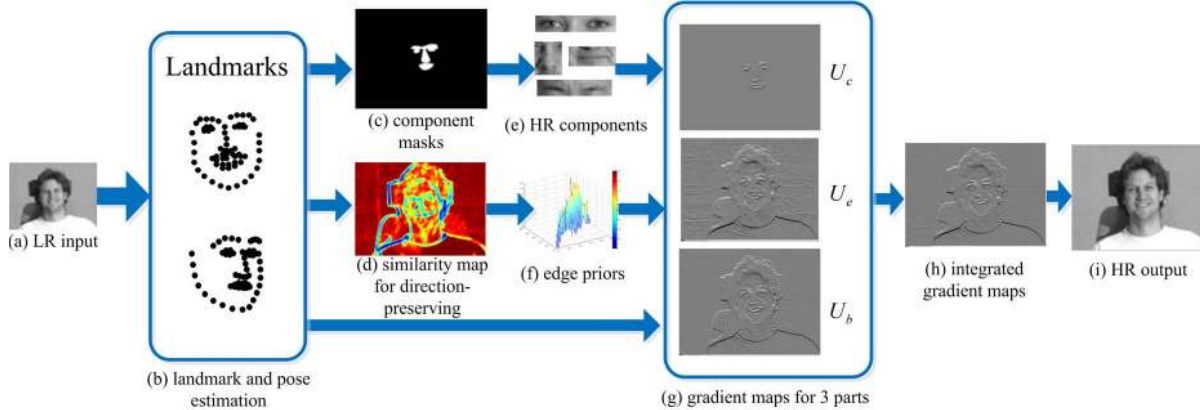 Landmarks
(a) LR input
(b) landmark and pose
estimation
(c) component
masks
(e) HR components
(d) similarity map
for direction-
preserving
(f) edge priors
U_c
U_e
U_b
(g) gradient maps for 3 parts
(h) integrated
gradient maps
(i) HR output